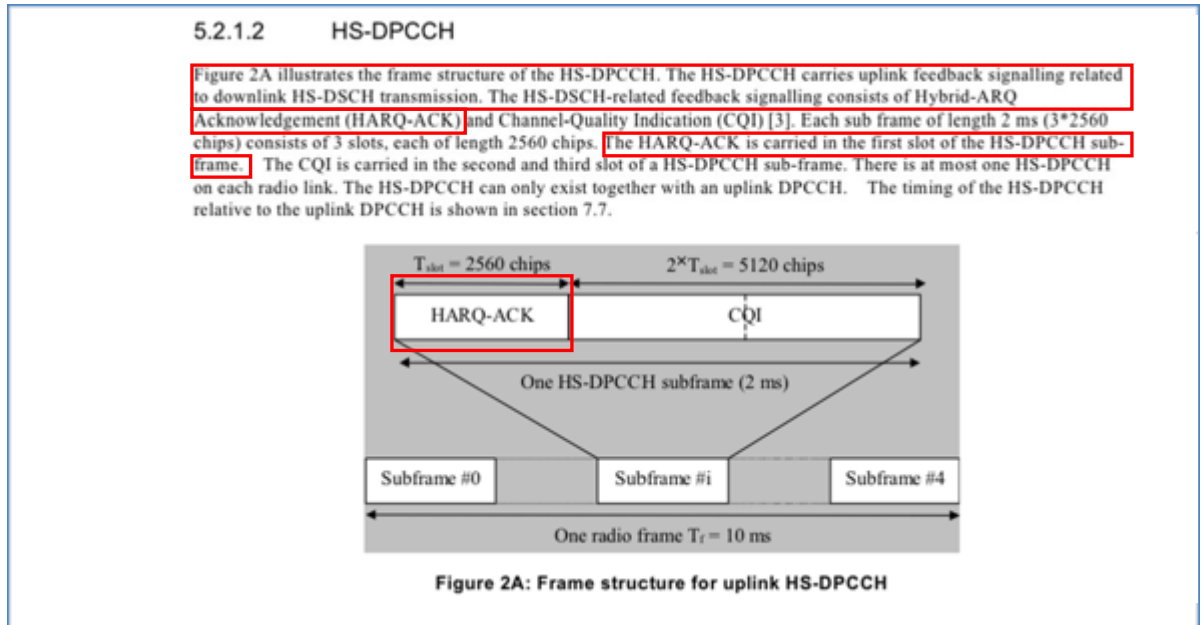 5.2.1.2 HS-DPCCH
Figure 2A illustrates the frame structure of the HS-DPCCH. The HS-DPCCH carries uplink feedback signalling related
to downlink HS-DSCH transmission. The HS-DSCH-related feedback signalling consists of Hybrid-ARQ
Acknowledgement (HARQ-ACK) and Channel-Quality Indication (CQI) [3]. Each sub frame of length 2 ms (3*2560
chips) consists of 3 slots, each of length 2560 chips. The HARQ-ACK is carried in the first slot of the HS-DPCCH sub-
frame. The CQI is carried in the second and third slot of a HS-DPCCH sub-frame. There is at most one HS-DPCCH
on each radio link. The HS-DPCCH can only exist together with an uplink DPCCH. The timing of the HS-DPCCH
relative to the uplink DPCCH is shown in section 7.7.
Tslot = 2560 chips 2×Tslot = 5120 chips
HARQ-ACK CQI
One HS-DPCCH subframe (2 ms)
Subframe #0 Subframe #i Subframe #4
One radio frame Tf = 10 ms
Figure 2A: Frame structure for uplink HS-DPCCH